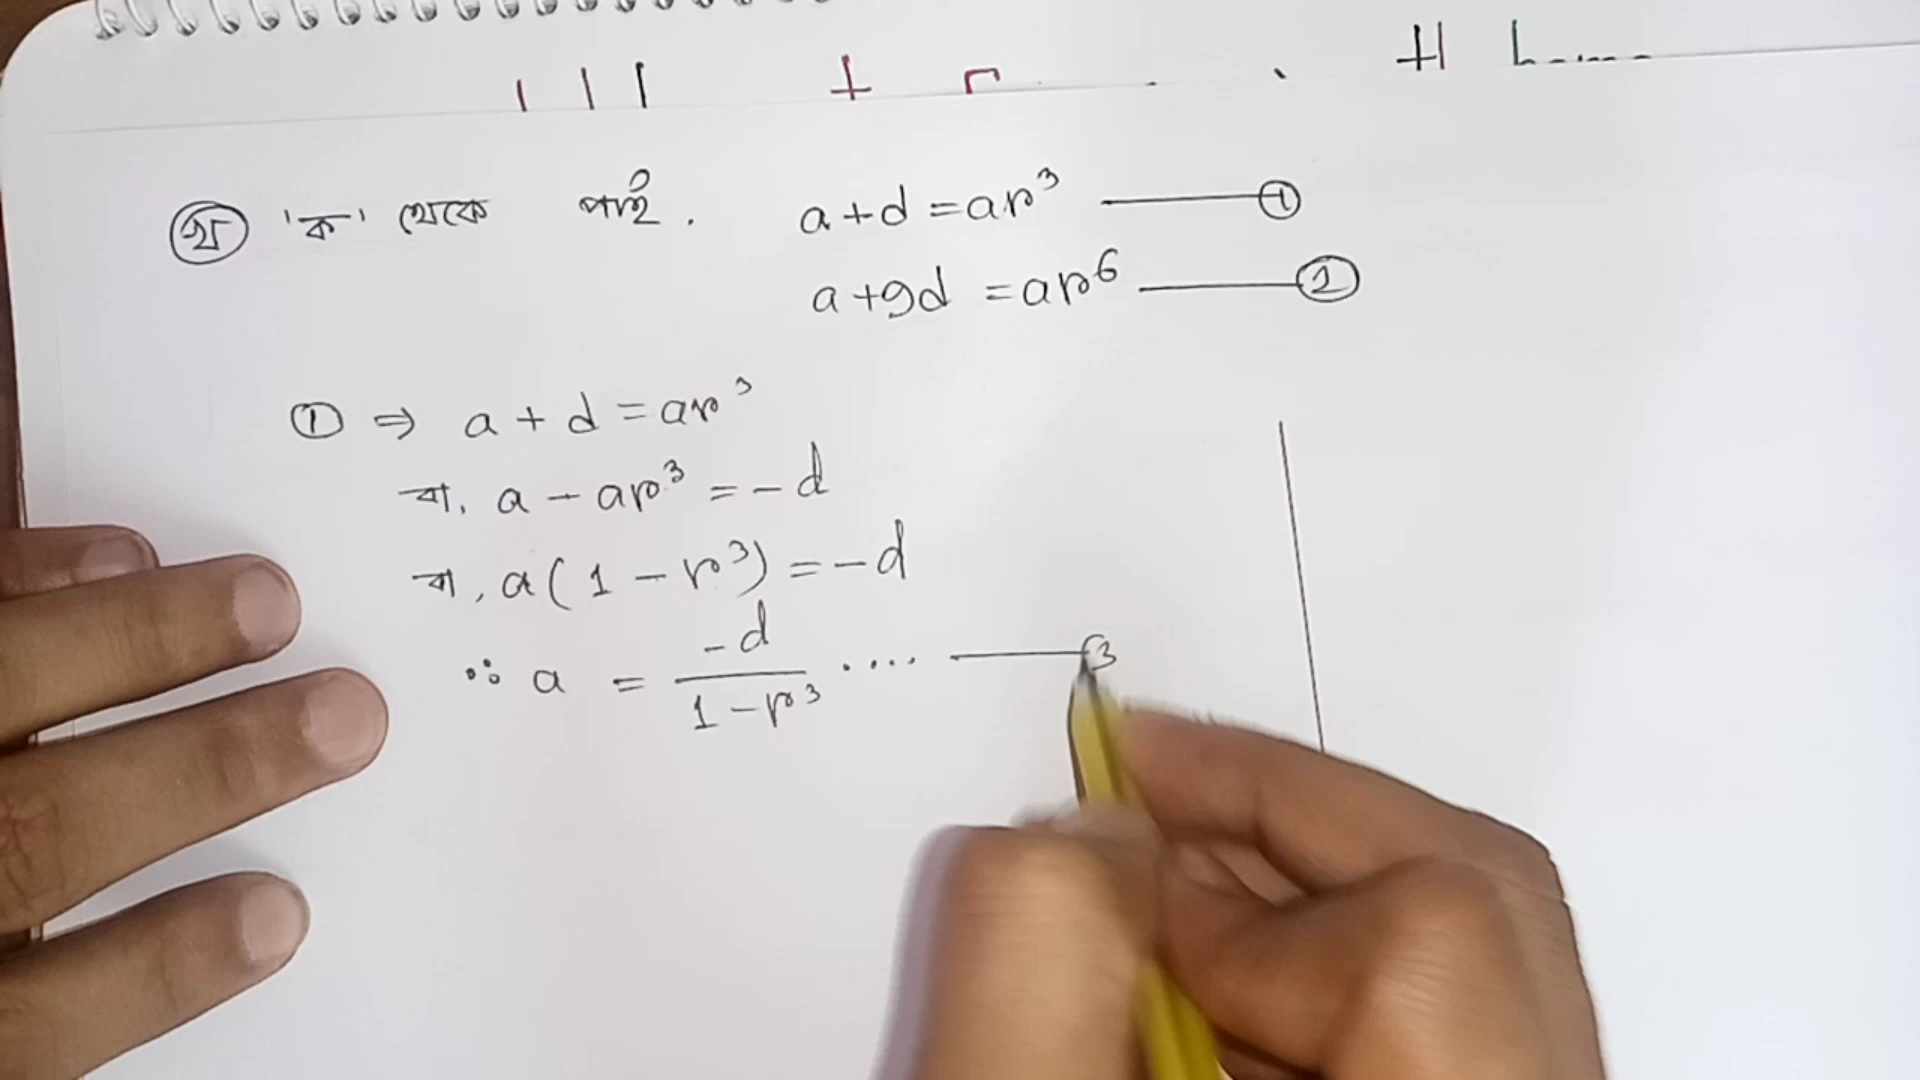 খ 'ক' থেকে পাই, a+d=ar³ —— ①
a+9d =ar⁶ —— ②
① ⇒ a + d = ar³
বা, a - ar³ = - d
বা, a(1 - r³) = - d
∴ a = -d/1-r³ ···· —— 3